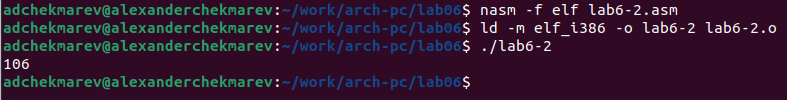 adchekmarev@alexanderchekmarev:~/work/arch-pc/lab06$ nasm -f elf lab6-2.asm
adchekmarev@alexanderchekmarev:~/work/arch-pc/lab06$ ld -m elf_i386 -o lab6-2 lab6-2.o
adchekmarev@alexanderchekmarev:~/work/arch-pc/lab06$ ./lab6-2
106
adchekmarev@alexanderchekmarev:~/work/arch-pc/lab06$